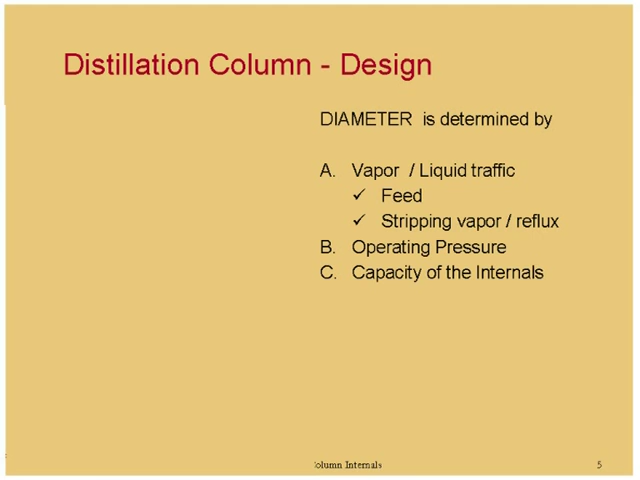 Distillation Column - Design
DIAMETER is determined by
A. Vapor / Liquid traffic
✓ Feed
✓ Stripping vapor / reflux
B. Operating Pressure
C. Capacity of the Internals
olumn Internals
5